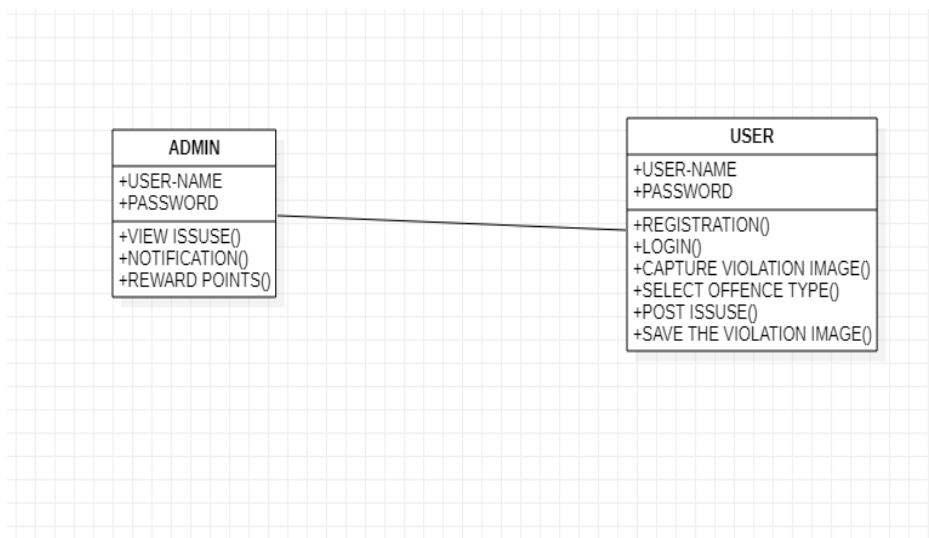 ADMIN
+USER-NAME
+PASSWORD
+VIEW ISSUSE()
+NOTIFICATION()
+REWARD POINTS()
USER
+USER-NAME
+PASSWORD
+REGISTRATION()
+LOGIN()
+CAPTURE VIOLATION IMAGE()
+SELECT OFFENCE TYPE()
+POST ISSUSE()
+SAVE THE VIOLATION IMAGE()